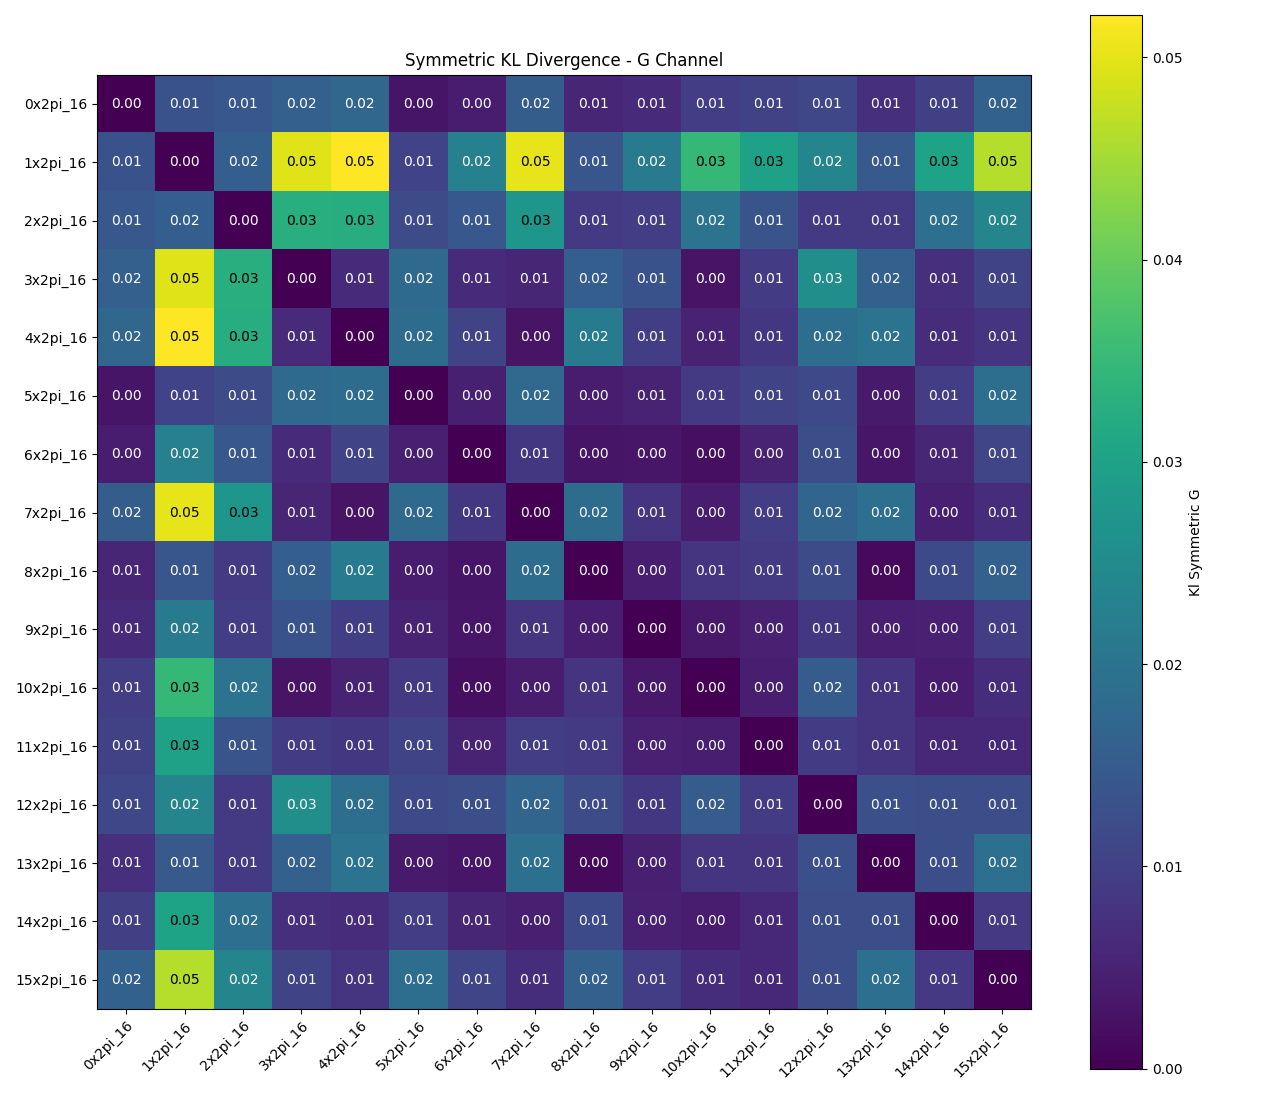 Symmetric KL Divergence - G Channel
0x2pi_16 0.00 0.01 0.01 0.02 0.02 0.00 0.00 0.02 0.01 0.01 0.01 0.01 0.01 0.01 0.01 0.02
1x2pi_16 0.01 0.00 0.02 0.05 0.05 0.01 0.02 0.05 0.01 0.02 0.03 0.03 0.02 0.01 0.03 0.05
2x2pi_16 0.01 0.02 0.00 0.03 0.03 0.01 0.01 0.03 0.01 0.01 0.02 0.01 0.01 0.01 0.02 0.02
3x2pi_16 0.02 0.05 0.03 0.00 0.01 0.02 0.01 0.01 0.02 0.01 0.00 0.01 0.03 0.02 0.01 0.01
4x2pi_16 0.02 0.05 0.03 0.01 0.00 0.02 0.01 0.00 0.02 0.01 0.01 0.01 0.02 0.02 0.01 0.01
5x2pi_16 0.00 0.01 0.01 0.02 0.02 0.00 0.00 0.02 0.00 0.01 0.01 0.01 0.01 0.00 0.01 0.02
6x2pi_16 0.00 0.02 0.01 0.01 0.01 0.00 0.00 0.01 0.00 0.00 0.00 0.00 0.01 0.00 0.01 0.01
7x2pi_16 0.02 0.05 0.03 0.01 0.00 0.02 0.01 0.00 0.02 0.01 0.00 0.01 0.02 0.02 0.00 0.01
8x2pi_16 0.01 0.01 0.01 0.02 0.02 0.00 0.00 0.02 0.00 0.00 0.01 0.01 0.01 0.00 0.01 0.02
9x2pi_16 0.01 0.02 0.01 0.01 0.01 0.01 0.00 0.01 0.00 0.00 0.00 0.00 0.01 0.00 0.00 0.01
10x2pi_16 0.01 0.03 0.02 0.00 0.01 0.01 0.00 0.00 0.01 0.00 0.00 0.00 0.02 0.01 0.00 0.01
11x2pi_16 0.01 0.03 0.01 0.01 0.01 0.01 0.00 0.01 0.01 0.00 0.00 0.00 0.01 0.01 0.01 0.01
12x2pi_16 0.01 0.02 0.01 0.03 0.02 0.01 0.01 0.02 0.01 0.01 0.02 0.01 0.00 0.01 0.01 0.01
13x2pi_16 0.01 0.01 0.01 0.02 0.02 0.00 0.00 0.02 0.00 0.00 0.01 0.01 0.01 0.00 0.01 0.02
14x2pi_16 0.01 0.03 0.02 0.01 0.01 0.01 0.01 0.00 0.01 0.00 0.00 0.01 0.01 0.01 0.00 0.01
15x2pi_16 0.02 0.05 0.02 0.01 0.01 0.02 0.01 0.01 0.02 0.01 0.01 0.01 0.01 0.02 0.01 0.00
0x2pi_16 1x2pi_16 2x2pi_16 3x2pi_16 4x2pi_16 5x2pi_16 6x2pi_16 7x2pi_16 8x2pi_16 9x2pi_16 10x2pi_16 11x2pi_16 12x2pi_16 13x2pi_16 14x2pi_16 15x2pi_16
0.05
0.04
0.03
0.02
0.01
0.00
Kl Symmetric G